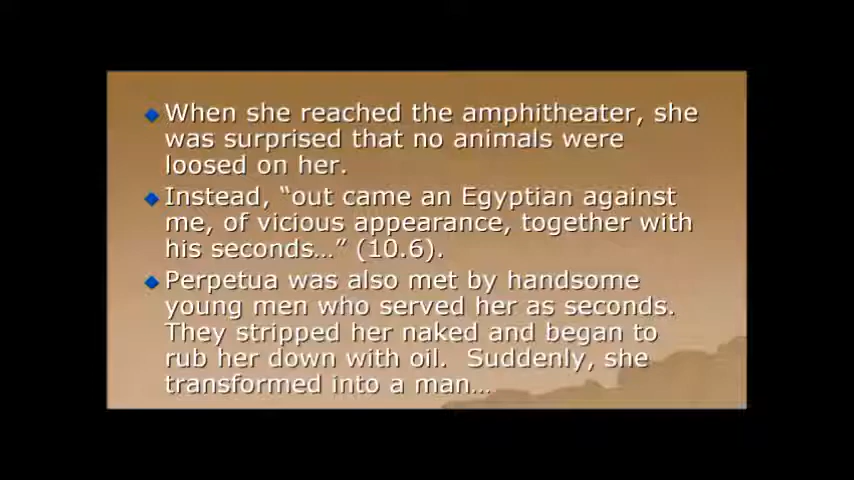 When she reached the amphitheater, she
was surprised that no animals were
loosed on her.
Instead, “out came an Egyptian against
me, of vicious appearance, together with
his seconds…” (10.6).
Perpetua was also met by handsome
young men who served her as seconds.
They stripped her naked and began to
rub her down with oil.  Suddenly, she
transformed into a man…